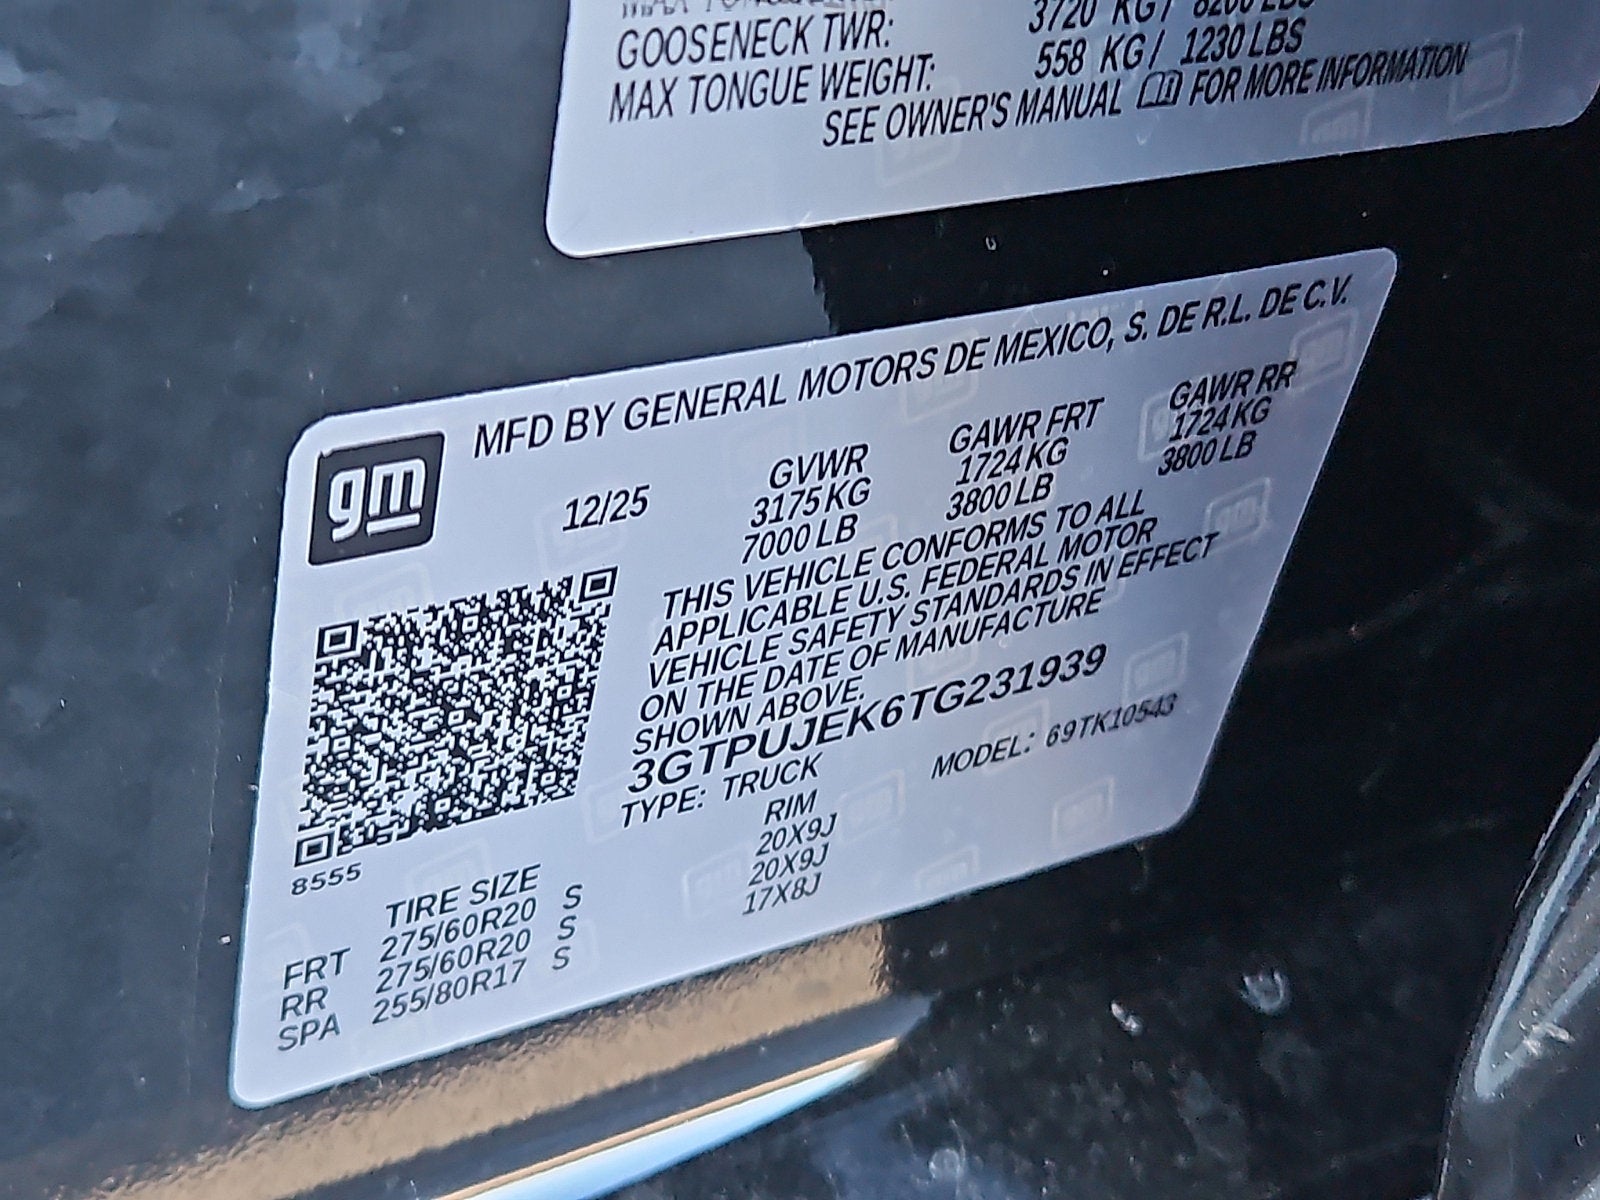 GOOSENECK TWR: 3720 KG/ 8200 LBS
MAX TONGUE WEIGHT: 558 KG/ 1230 LBS
SEE OWNER'S MANUAL FOR MORE INFORMATION
gm
MFD BY GENERAL MOTORS DE MEXICO, S. DE R.L. DE C.V.
12/25
GVWR GAWR FRT GAWR RR
3175 KG 1724 KG 1724 KG
7000 LB 3800 LB 3800 LB
THIS VEHICLE CONFORMS TO ALL
APPLICABLE U.S. FEDERAL MOTOR
VEHICLE SAFETY STANDARDS IN EFFECT
ON THE DATE OF MANUFACTURE
SHOWN ABOVE.
3GTPUJEK6TG231939
TYPE: TRUCK MODEL: 69TK10543
8555
TIRE SIZE RIM
FRT 275/60R20 S 20X9J
RR 275/60R20 S 20X9J
SPA 255/80R17 S 17X8J